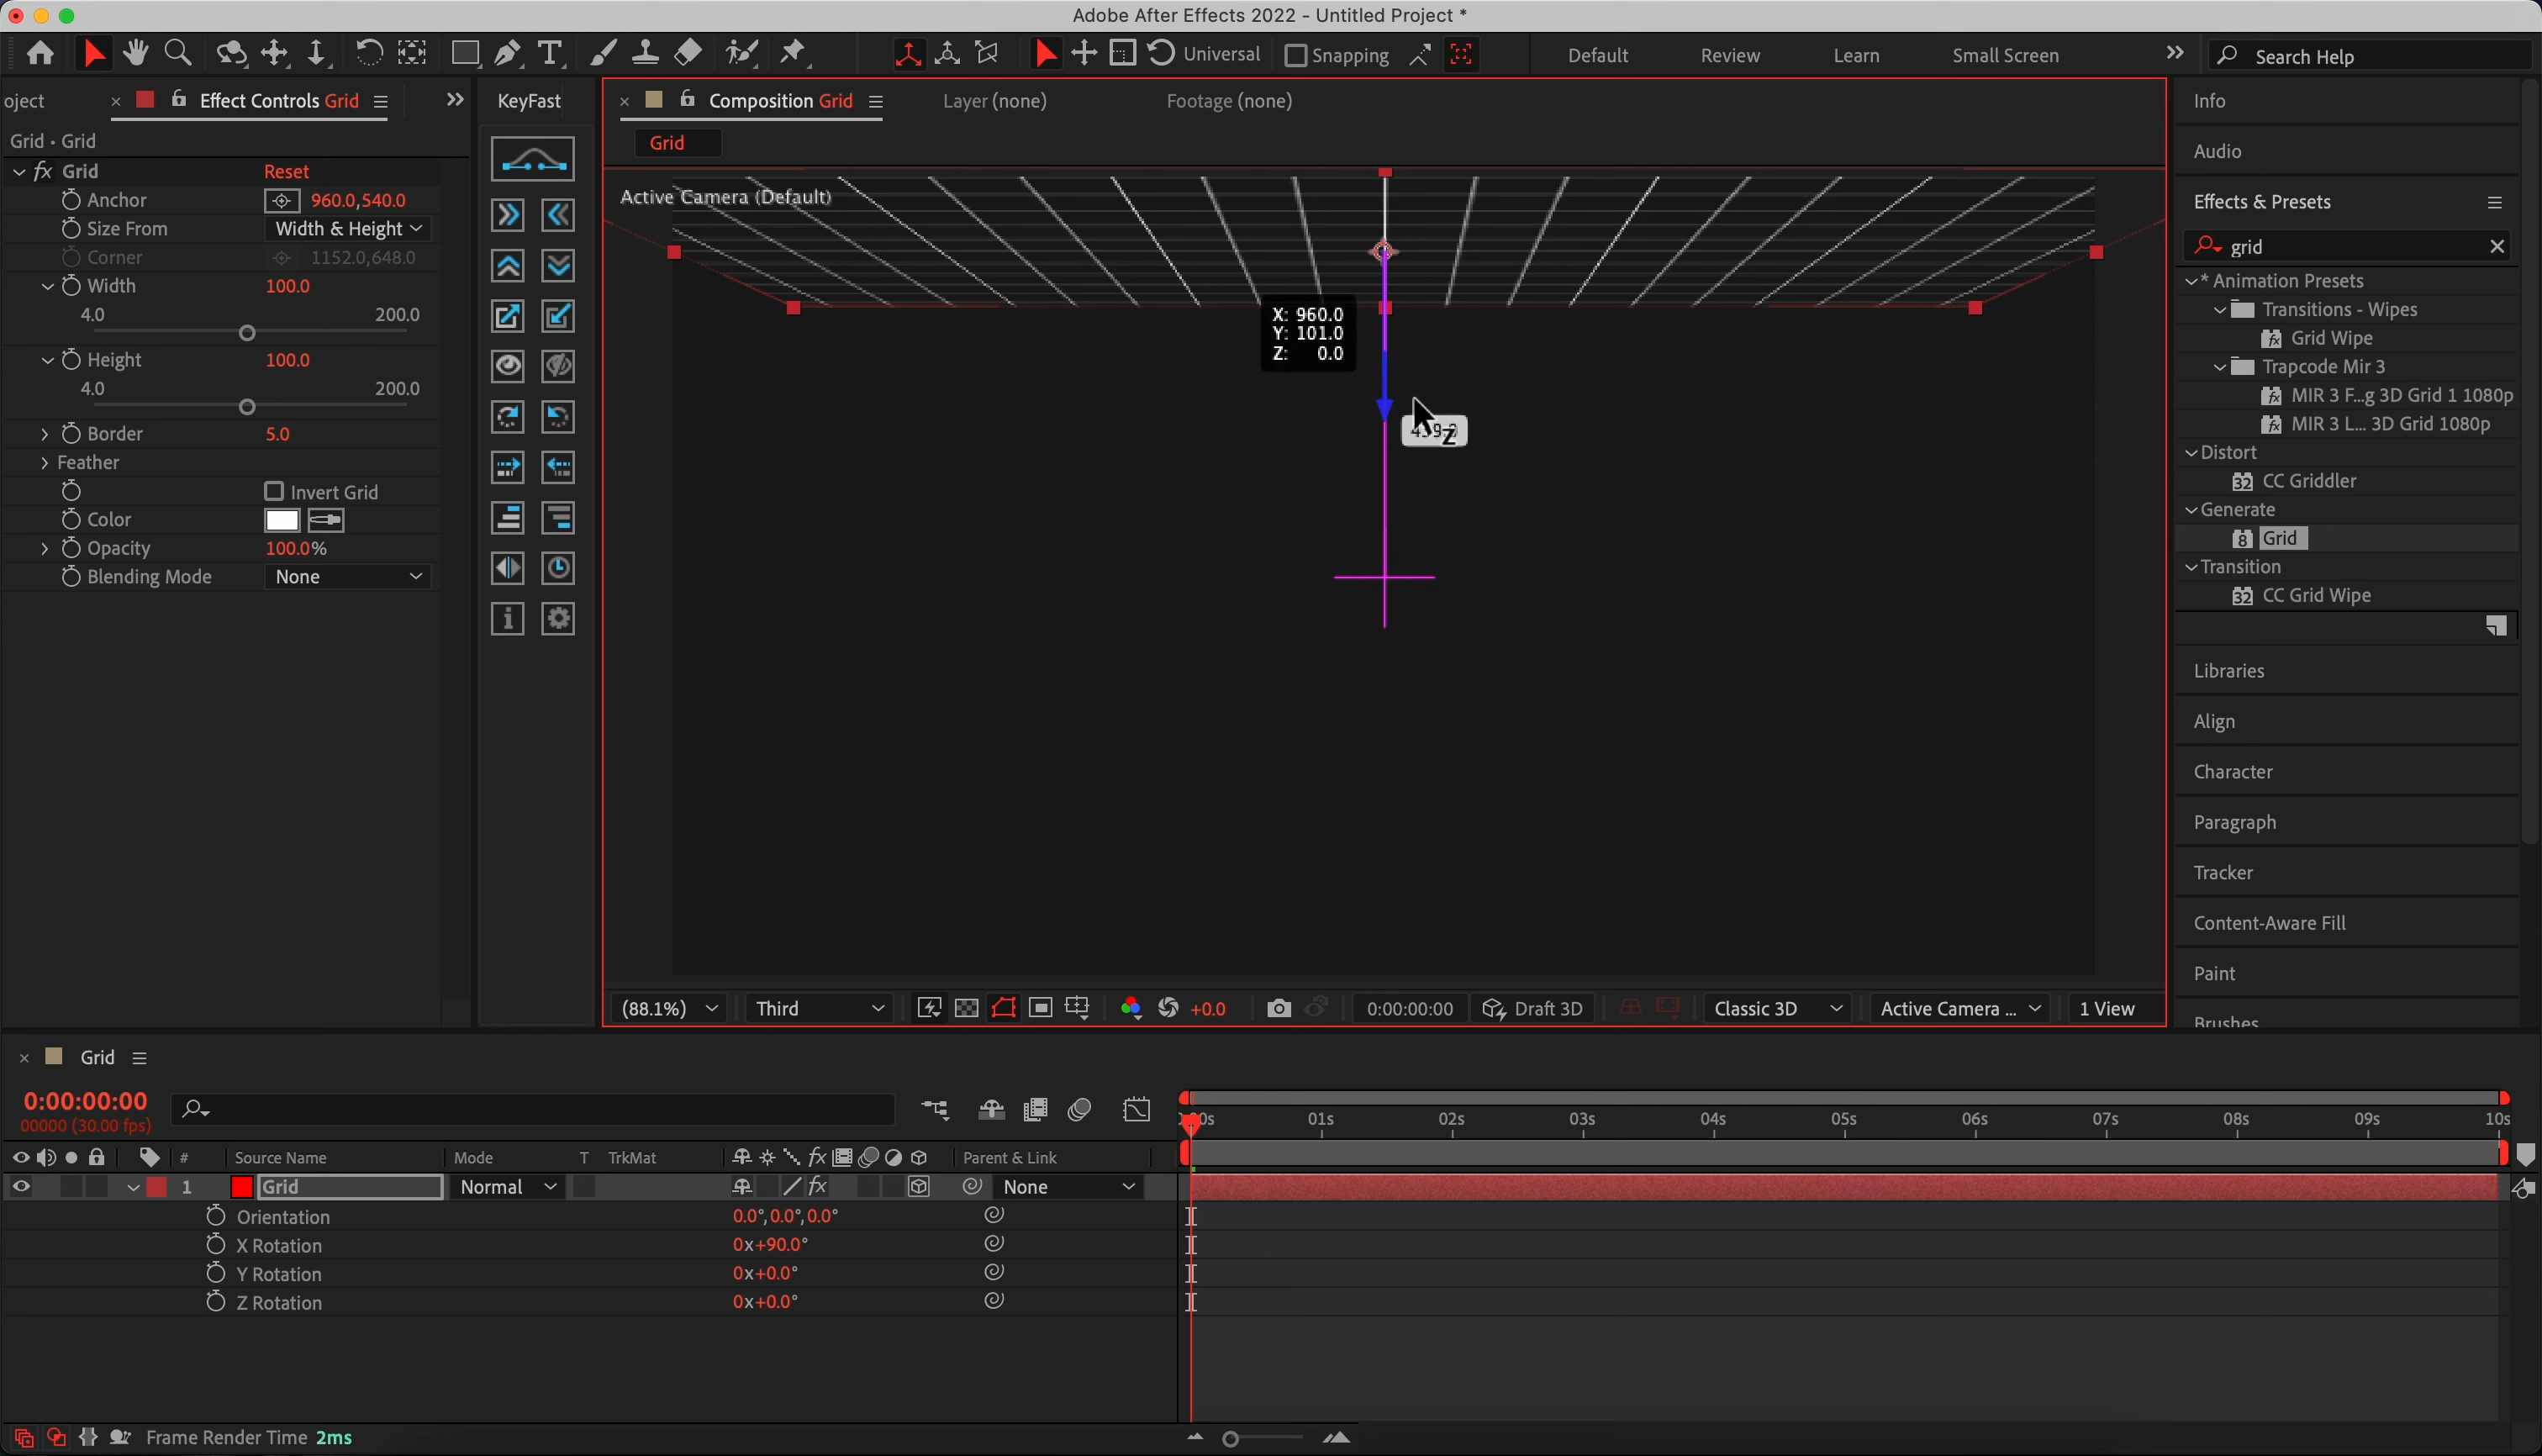 Adobe After Effects 2022 - Untitled Project *
Universal
Snapping
Default
Review
Learn
Small Screen
Search Help
oject
Effect Controls Grid
KeyFast
Composition Grid
Layer (none)
Footage (none)
Grid • Grid
Grid
fx Grid Reset
Anchor 960.0,540.0
Size From Width & Height
Corner 1152.0,648.0
Width 100.0
4.0 200.0
Height 100.0
4.0 200.0
Border 5.0
Feather
Invert Grid
Color
Opacity 100.0%
Blending Mode None
Active Camera (Default)
X: 960.0
Y: 101.0
Z: 0.0
Z
Info
Audio
Effects & Presets
grid
* Animation Presets
Transitions - Wipes
Grid Wipe
Trapcode Mir 3
MIR 3 F...g 3D Grid 1 1080p
MIR 3 L... 3D Grid 1080p
Distort
32 CC Griddler
Generate
8 Grid
Transition
32 CC Grid Wipe
Libraries
Align
Character
Paragraph
Tracker
Content-Aware Fill
Paint
Brushes
(88.1%) Third +0.0 0:00:00:00 Draft 3D Classic 3D Active Camera ... 1 View
Grid
0:00:00:00
00000 (30.00 fps)
01s 02s 03s 04s 05s 06s 07s 08s 09s 10s
# Source Name Mode T TrkMat fx Parent & Link
1 Grid Normal fx None
Orientation 0.0°,0.0°,0.0°
X Rotation 0x+90.0°
Y Rotation 0x+0.0°
Z Rotation 0x+0.0°
Frame Render Time 2ms